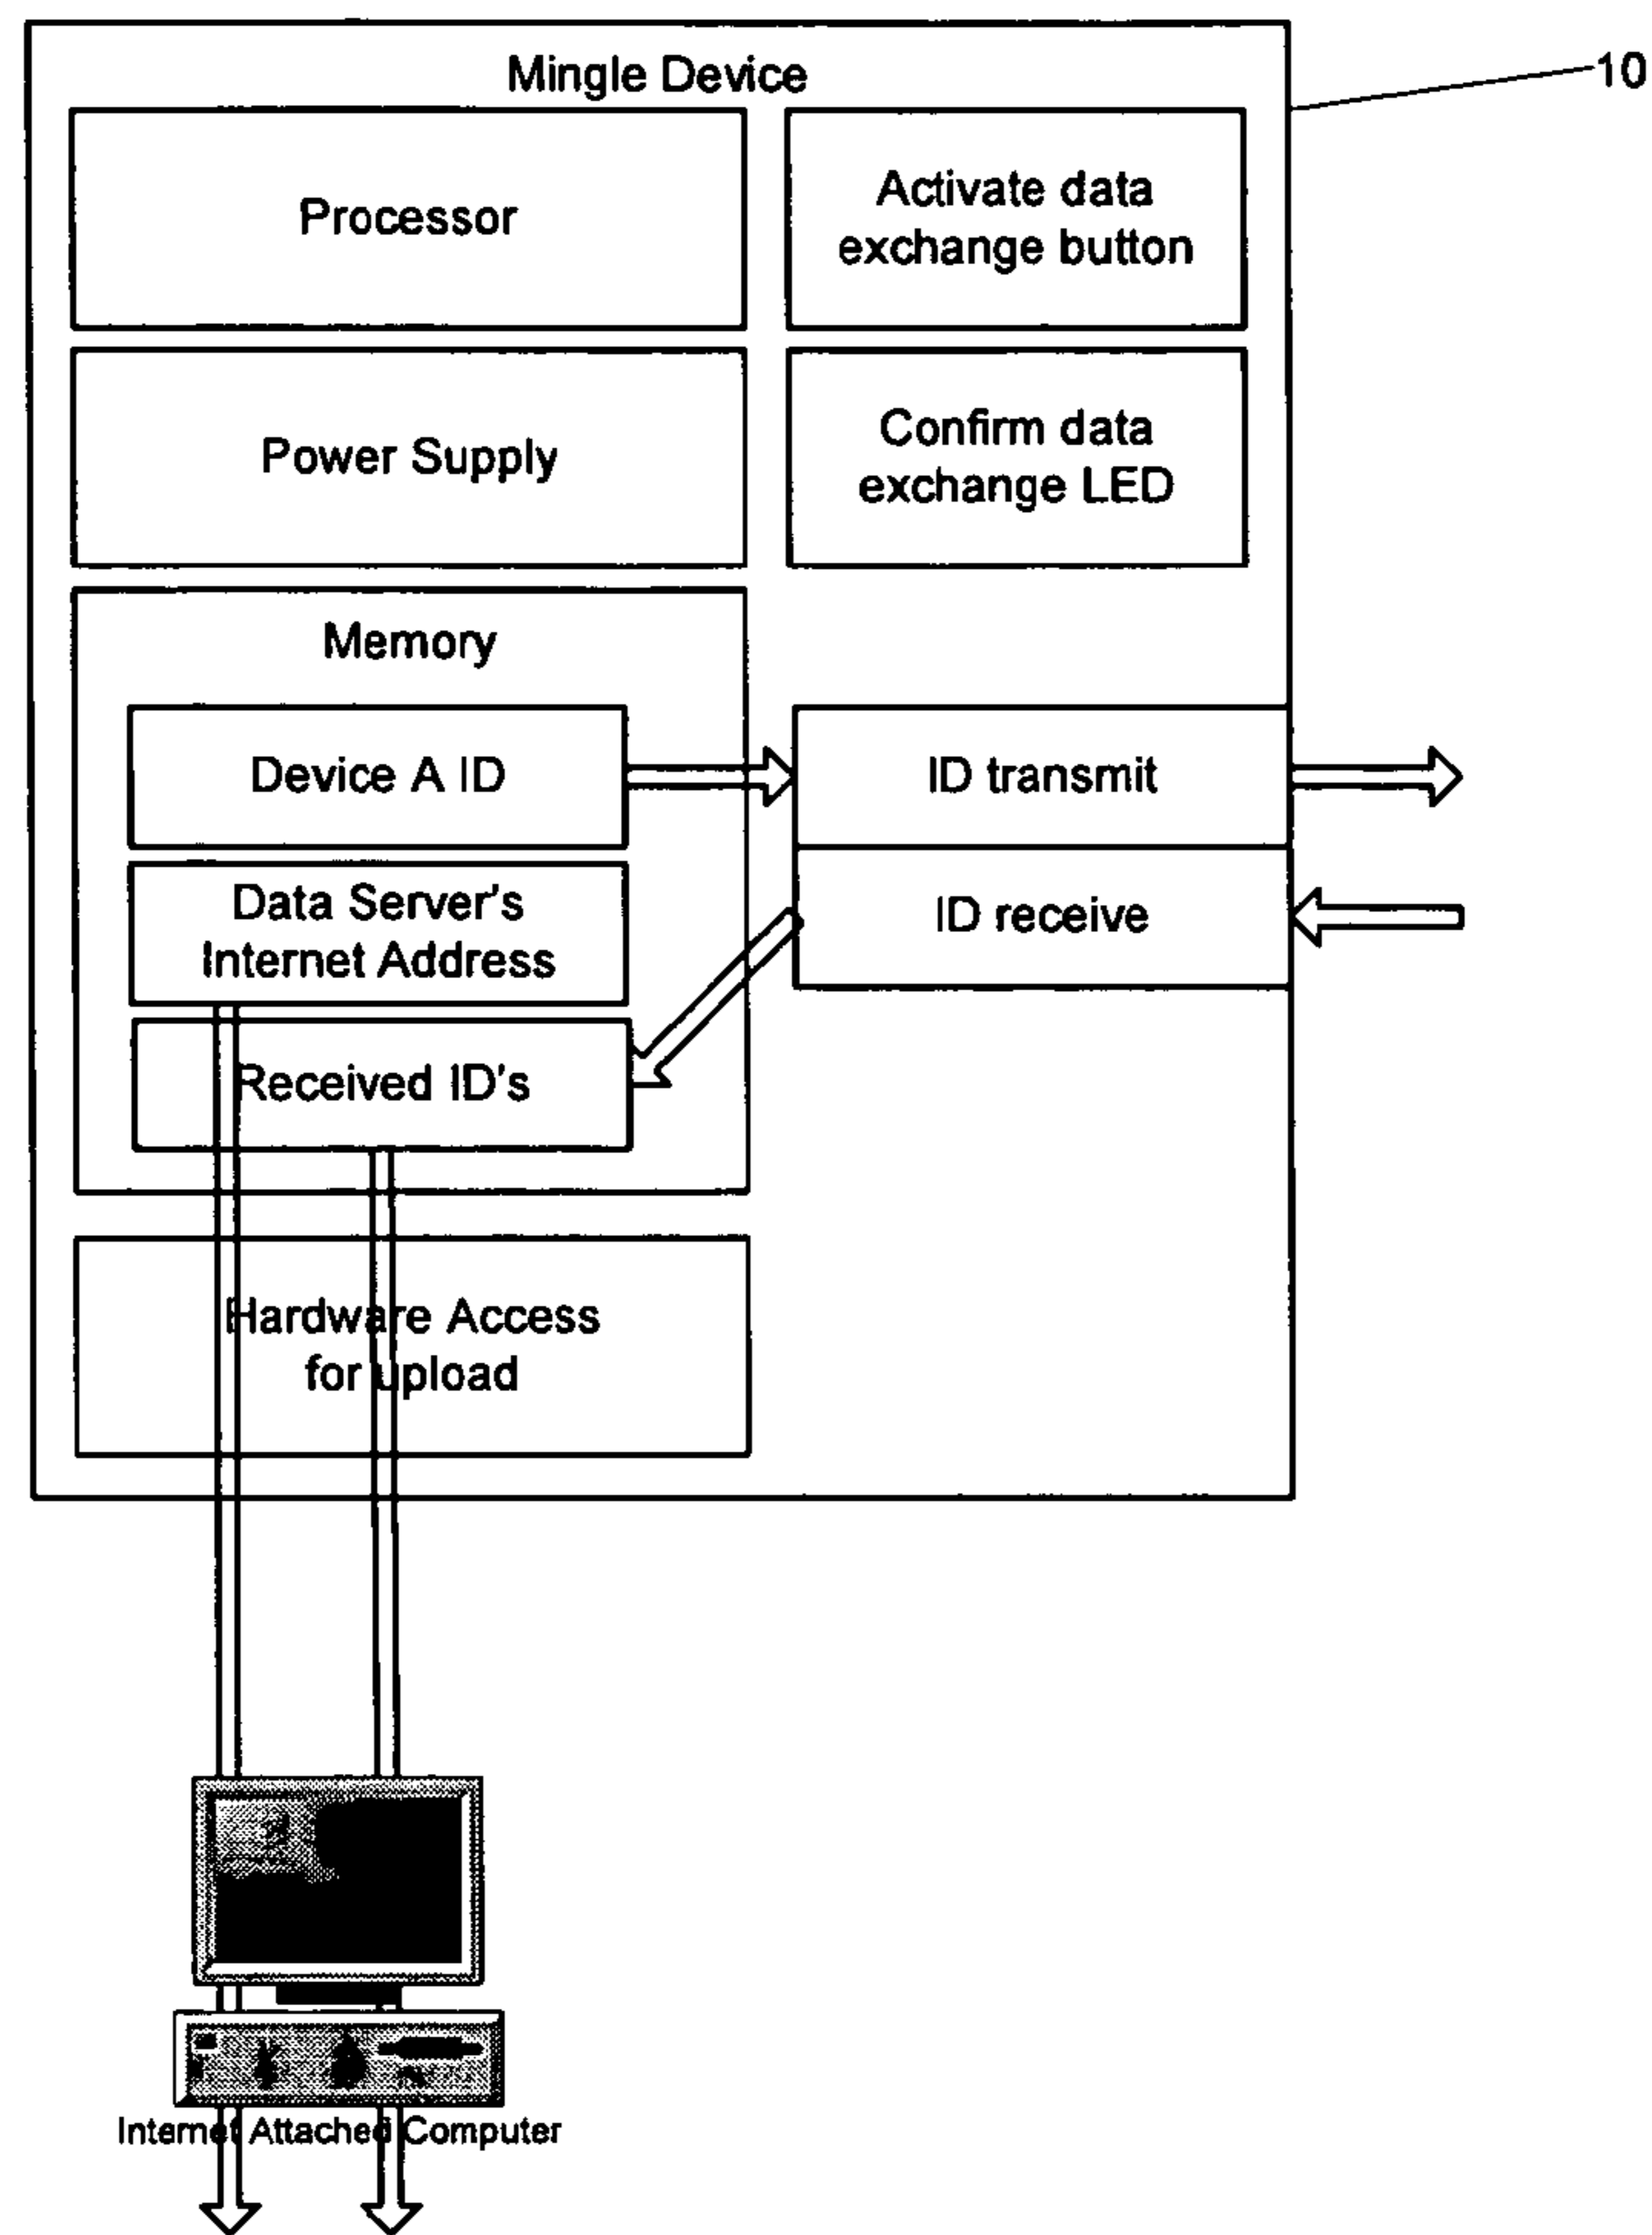 Mingle Device
10
Processor
Activate data
exchange button
Power Supply
Confirm data
exchange LED
Memory
Device A ID
ID transmit
Data Server's
Internet Address
ID receive
Received ID's
Hardware Access
for upload
Internet Attached Computer